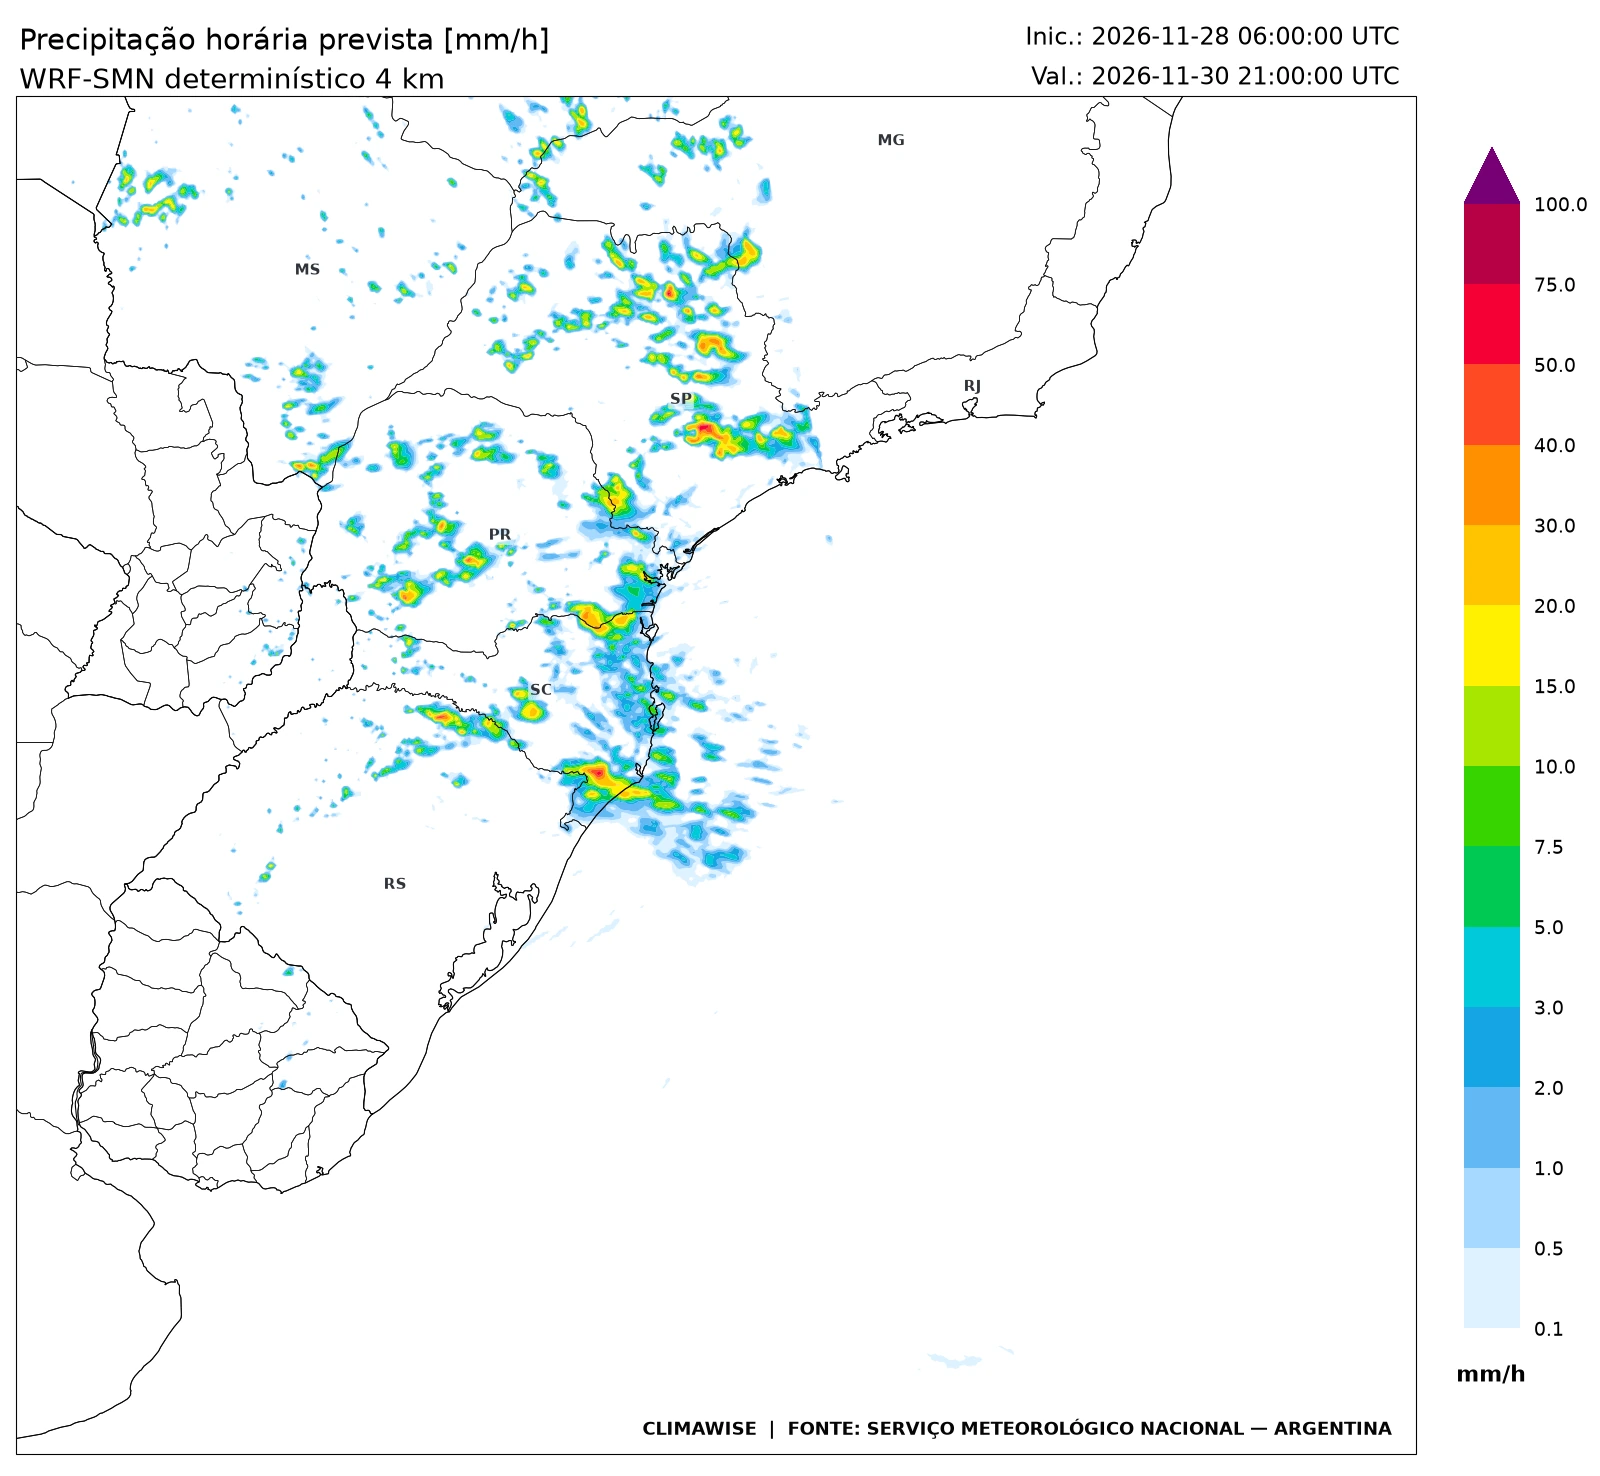 Precipitação horária prevista [mm/h]
WRF-SMN determinístico 4 km
Inic.: 2026-11-28 06:00:00 UTC
Val.: 2026-11-30 21:00:00 UTC
MG
MS
RJ
SP
PR
SC
RS
100.0
75.0
50.0
40.0
30.0
20.0
15.0
10.0
7.5
5.0
3.0
2.0
1.0
0.5
0.1
mm/h
CLIMAWISE | FONTE: SERVIÇO METEOROLÓGICO NACIONAL — ARGENTINA